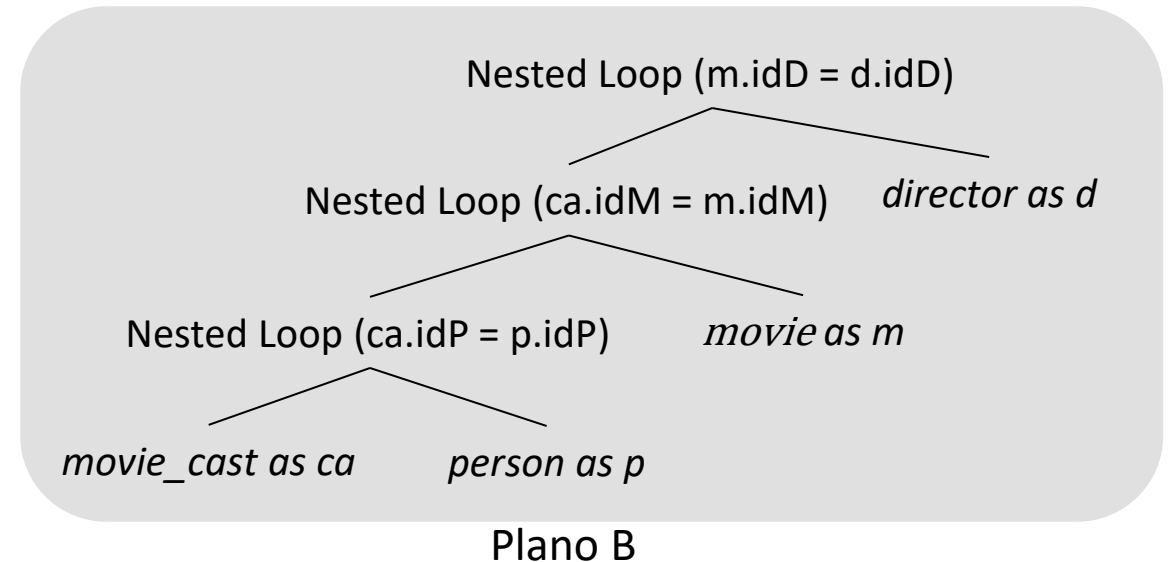 Nested Loop (m.idD = d.idD)
Nested Loop (ca.idM = m.idM)
director as d
Nested Loop (ca.idP = p.idP)
movie as m
movie_cast as ca
person as p
Plano B